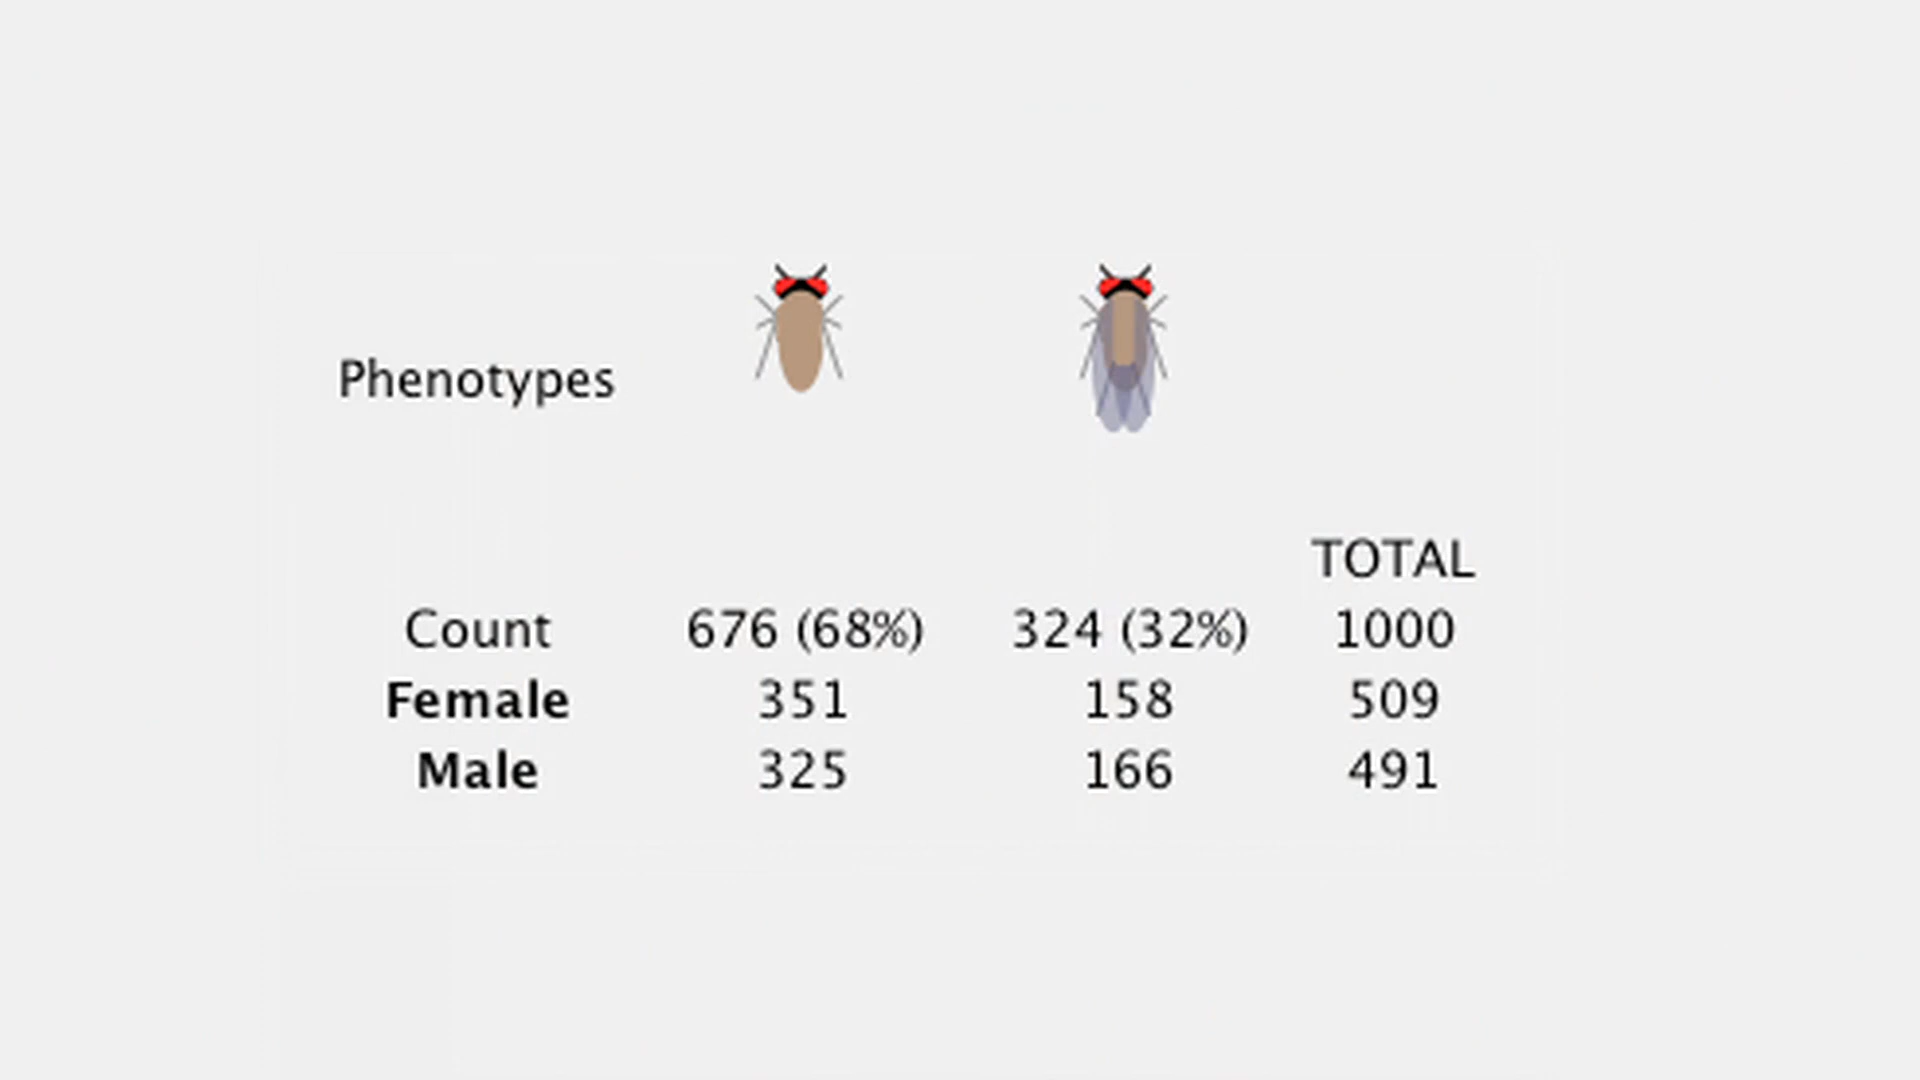 Phenotypes
TOTAL
Count 676 (68%) 324 (32%) 1000
Female 351 158 509
Male 325 166 491